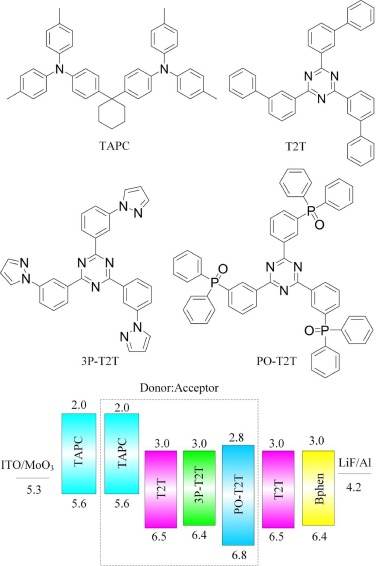 N N
TAPC
N N
N
T2T
N
N
N N
N N
N
N
N
N
3P-T2T
P
O
O
P
N N
N
O P
PO-T2T
Donor:Acceptor
2.0 2.0
3.0 3.0 2.8 3.0 3.0
ITO/MoO3 LiF/Al
5.3 4.2
TAPC TAPC T2T 3P-T2T PO-T2T T2T Bphen
5.6 5.6
6.5 6.4 6.8 6.5 6.4